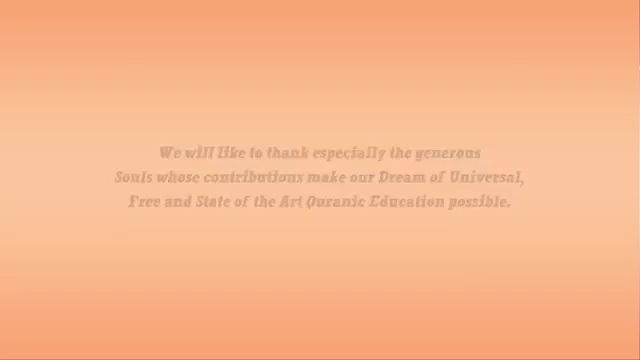 We will like to thank especially the generous
Souls whose contributions make our Dream of Universal,
Free and State of the Art Quranic Education possible.